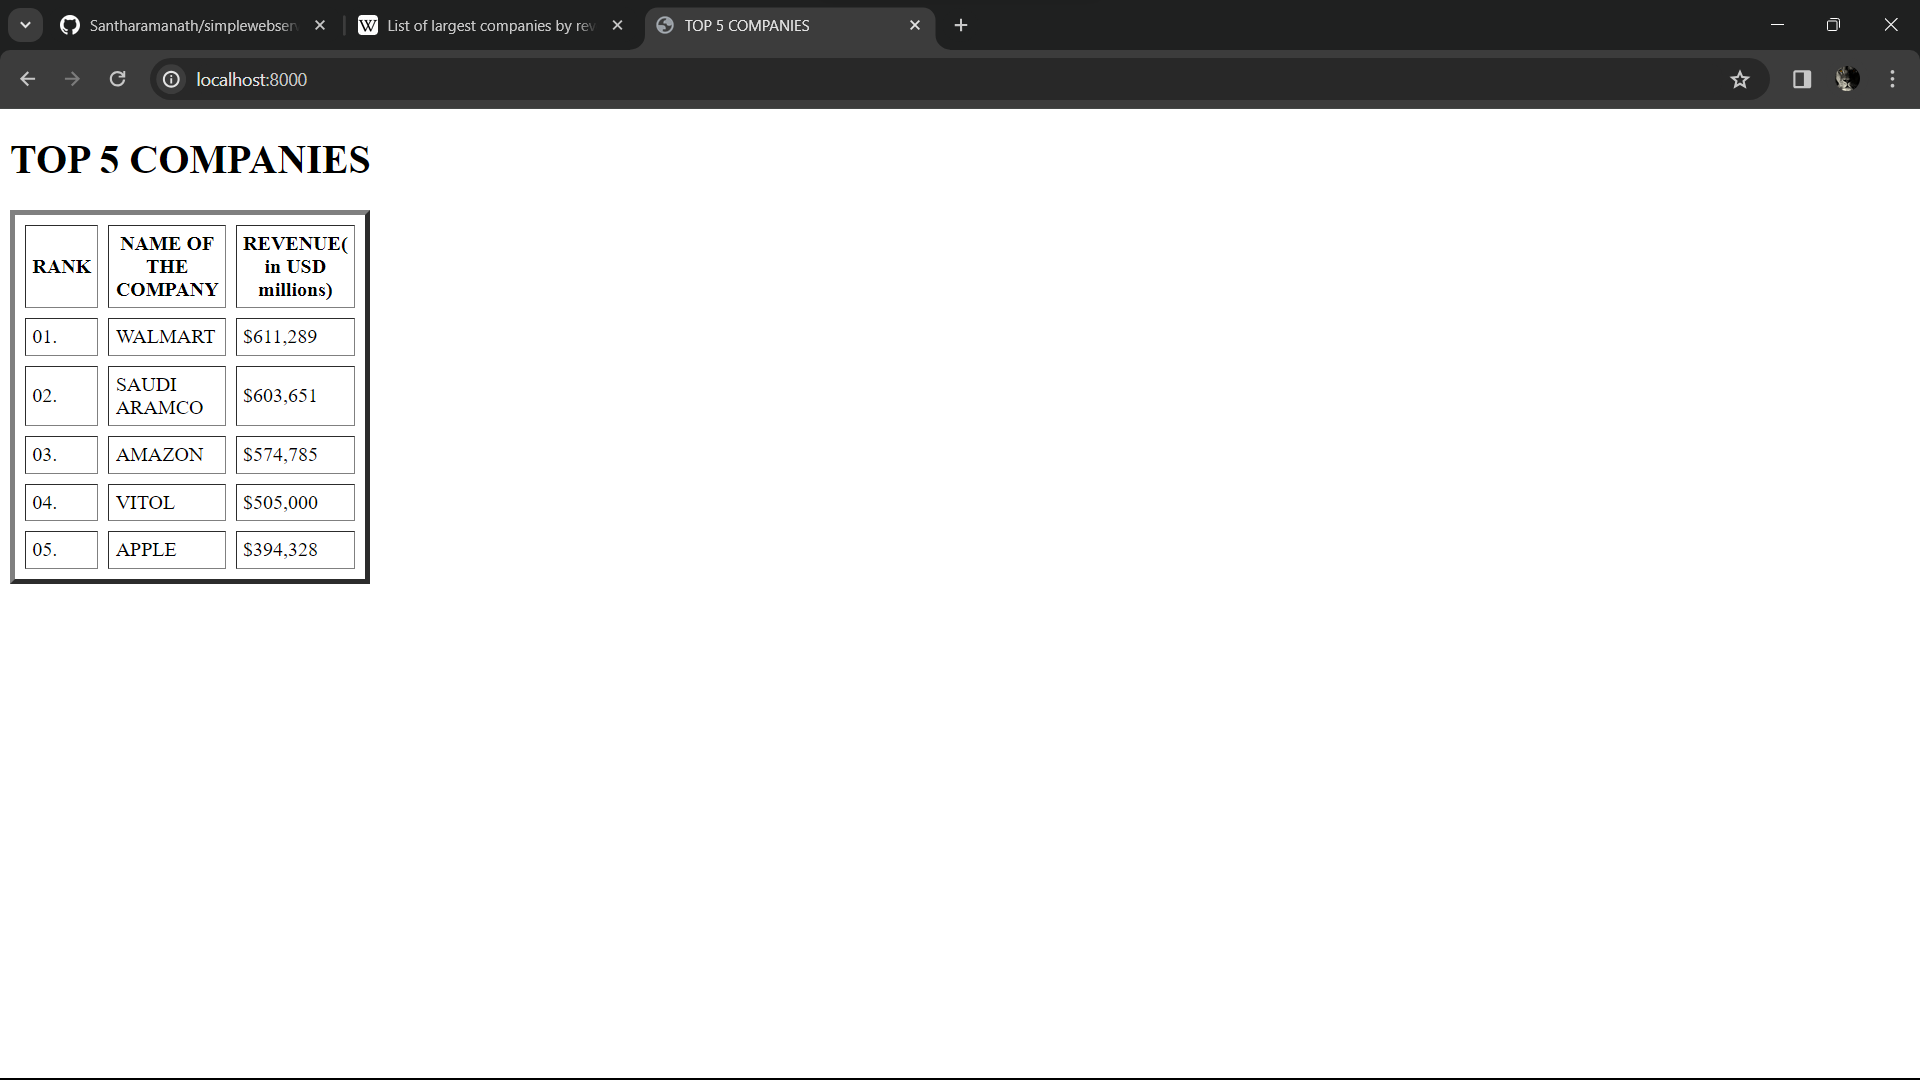 Santharamanath/simplewebser
W
List of largest companies by rev
TOP 5 COMPANIES
localhost:8000
TOP 5 COMPANIES
RANK
NAME OF
THE
COMPANY
REVENUE(
in USD
millions)
01.
WALMART
$611,289
02.
SAUDI
ARAMCO
$603,651
03.
AMAZON
$574,785
04.
VITOL
$505,000
05.
APPLE
$394,328